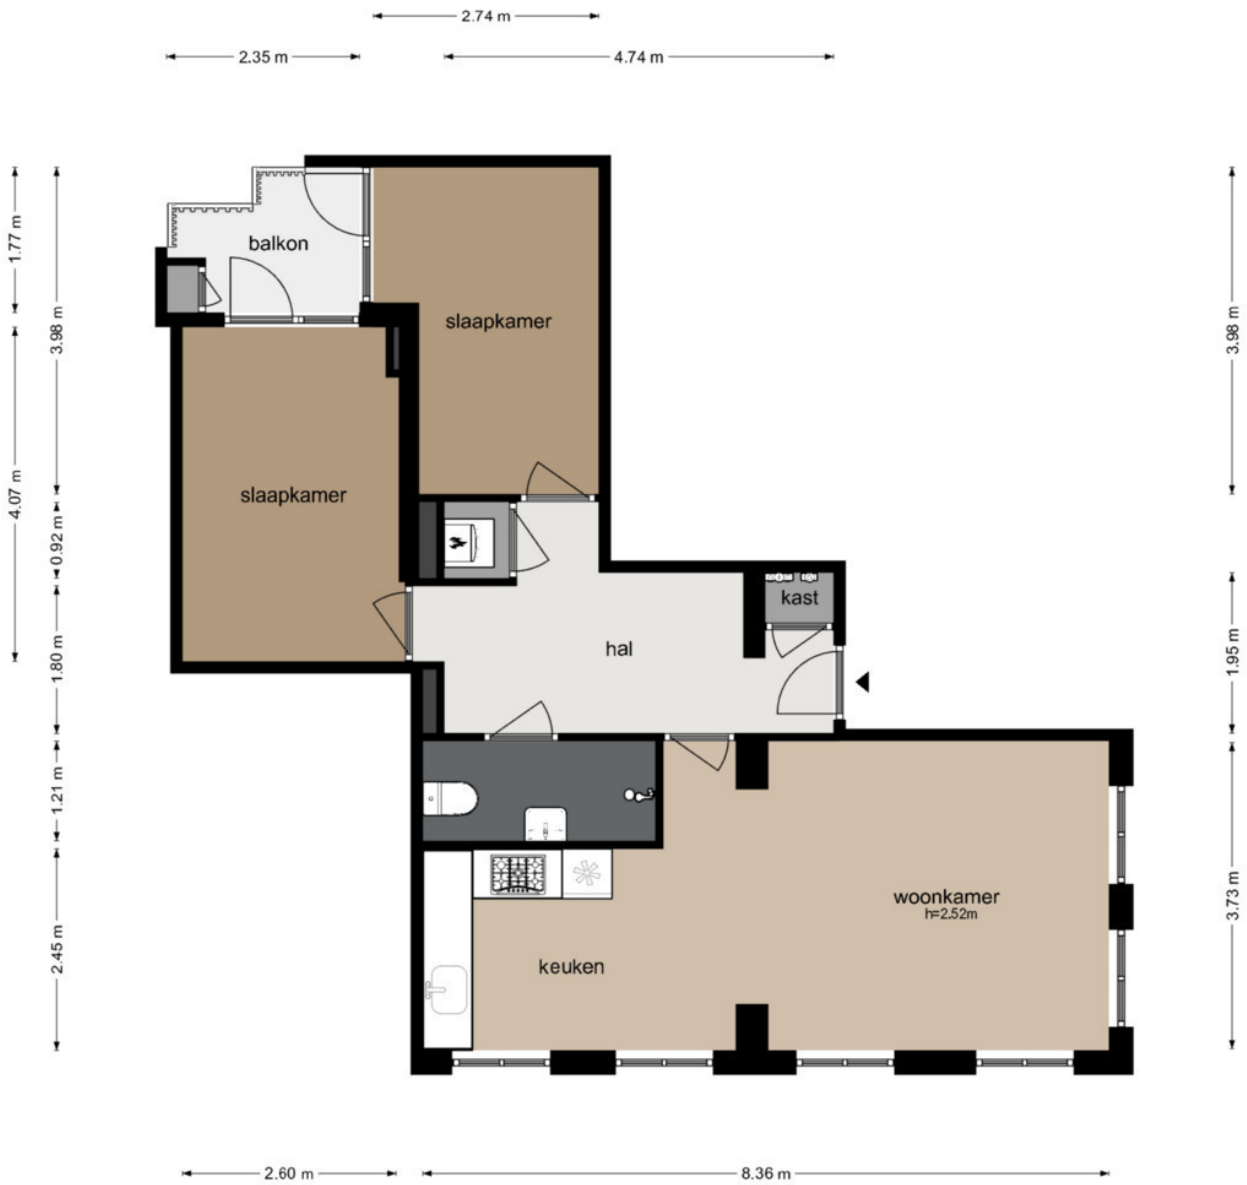 2.74 m
2.35 m
4.74 m
1.77 m
3.98 m
3.98 m
balkon
slaapkamer
4.07 m
slaapkamer
0.92 m
kast
1.80 m
hal
1.95 m
1.21 m
woonkamer
h=2.52m
3.73 m
2.45 m
keuken
2.60 m
8.36 m